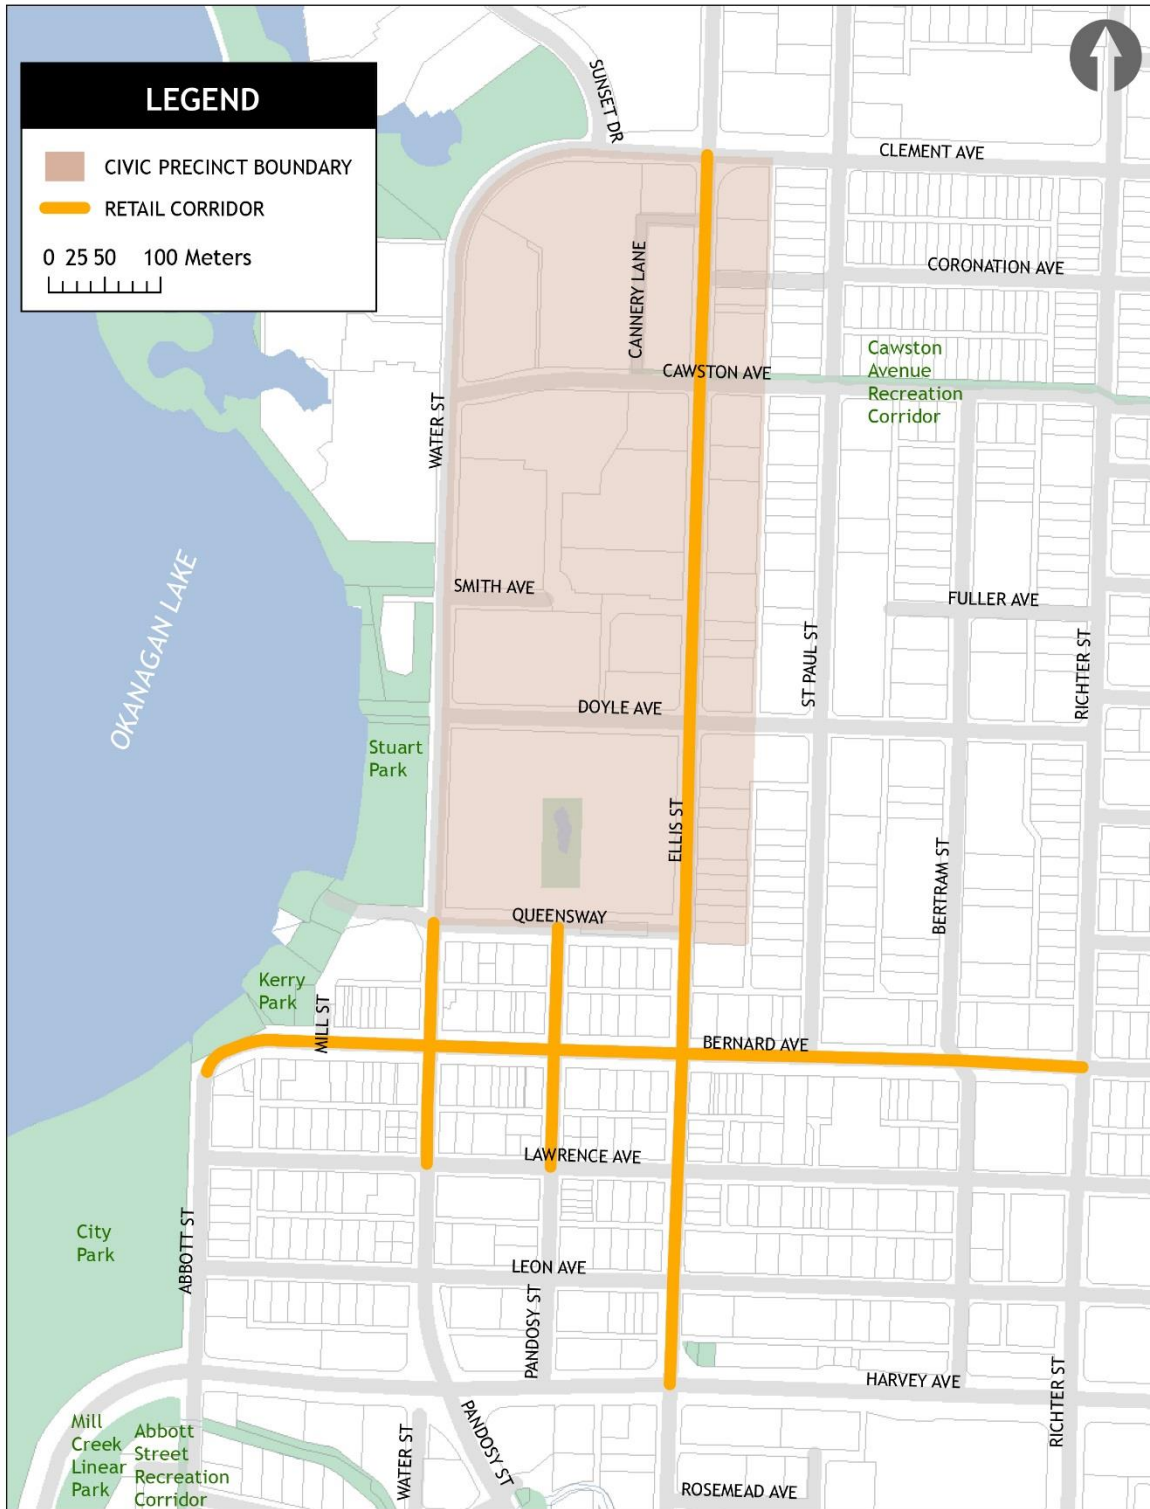 LEGEND
CIVIC PRECINCT BOUNDARY
RETAIL CORRIDOR
0 25 50 100 Meters
SUNSET DR
CLEMENT AVE
CORONATION AVE
CANNERY LANE
CAWSTON AVE
Cawston
Avenue
Recreation
Corridor
WATER ST
SMITH AVE
FULLER AVE
OKANAGAN LAKE
ST PAUL ST
RICHTER ST
DOYLE AVE
Stuart
Park
ELLIS ST
BERTRAM ST
QUEENSWAY
Kerry
Park
MILL ST
BERNARD AVE
LAWRENCE AVE
City
Park
ABBOTT ST
LEON AVE
PANDOSY ST
HARVEY AVE
RICHTER ST
Mill
Creek
Linear
Park
Abbott
Street
Recreation
Corridor
WATER ST
PANDOSY ST
ROSEMEAD AVE